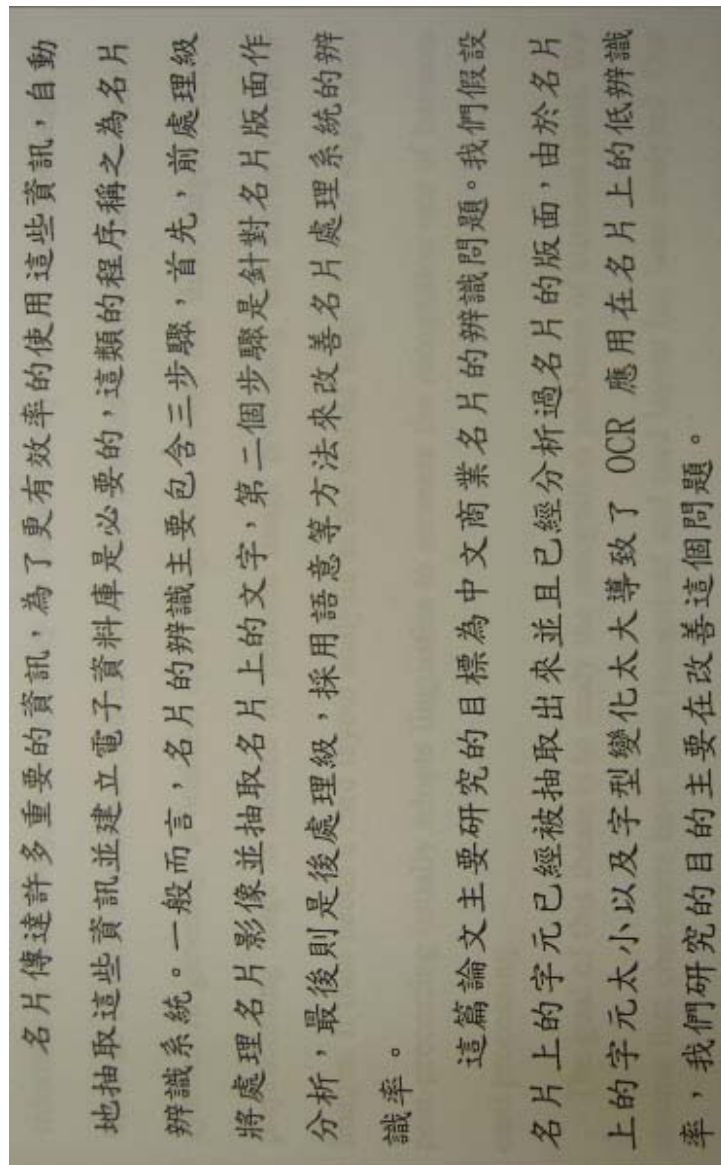 名片傳達許多重要的資訊，為了更有效率的使用這些資訊，自動
地抽取這些資訊並建立電子資料庫是必要的，這類的程序稱之為名片
辨識系統。一般而言，名片的辨識主要包含三步驟，首先，前處理級
將處理名片影像並抽取名片上的文字，第二個步驟是針對名片版面作
分析，最後則是後處理級，採用語意等方法來改善名片處理系統的辨
識率。
這篇論文主要研究的目標為中文商業名片的辨識問題。我們假設
名片上的字元已經被抽取出來並且已經分析過名片的版面，由於名片
上的字元太小以及字型變化太大導致了 OCR 應用在名片上的低辨識
率，我們研究的目的主要在改善這個問題。